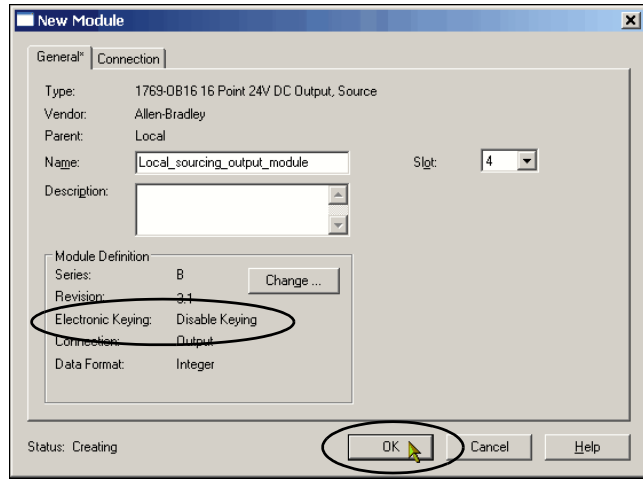 New Module
General* Connection
Type: 1769-OB16 16 Point 24V DC Output, Source
Vendor: Allen-Bradley
Parent: Local
Name: Local_sourcing_output_module Slot: 4
Description:
Module Definition
Series: B Change ...
Revision: 3.1
Electronic Keying: Disable Keying
Connection: Output
Data Format: Integer
Status: Creating OK Cancel Help